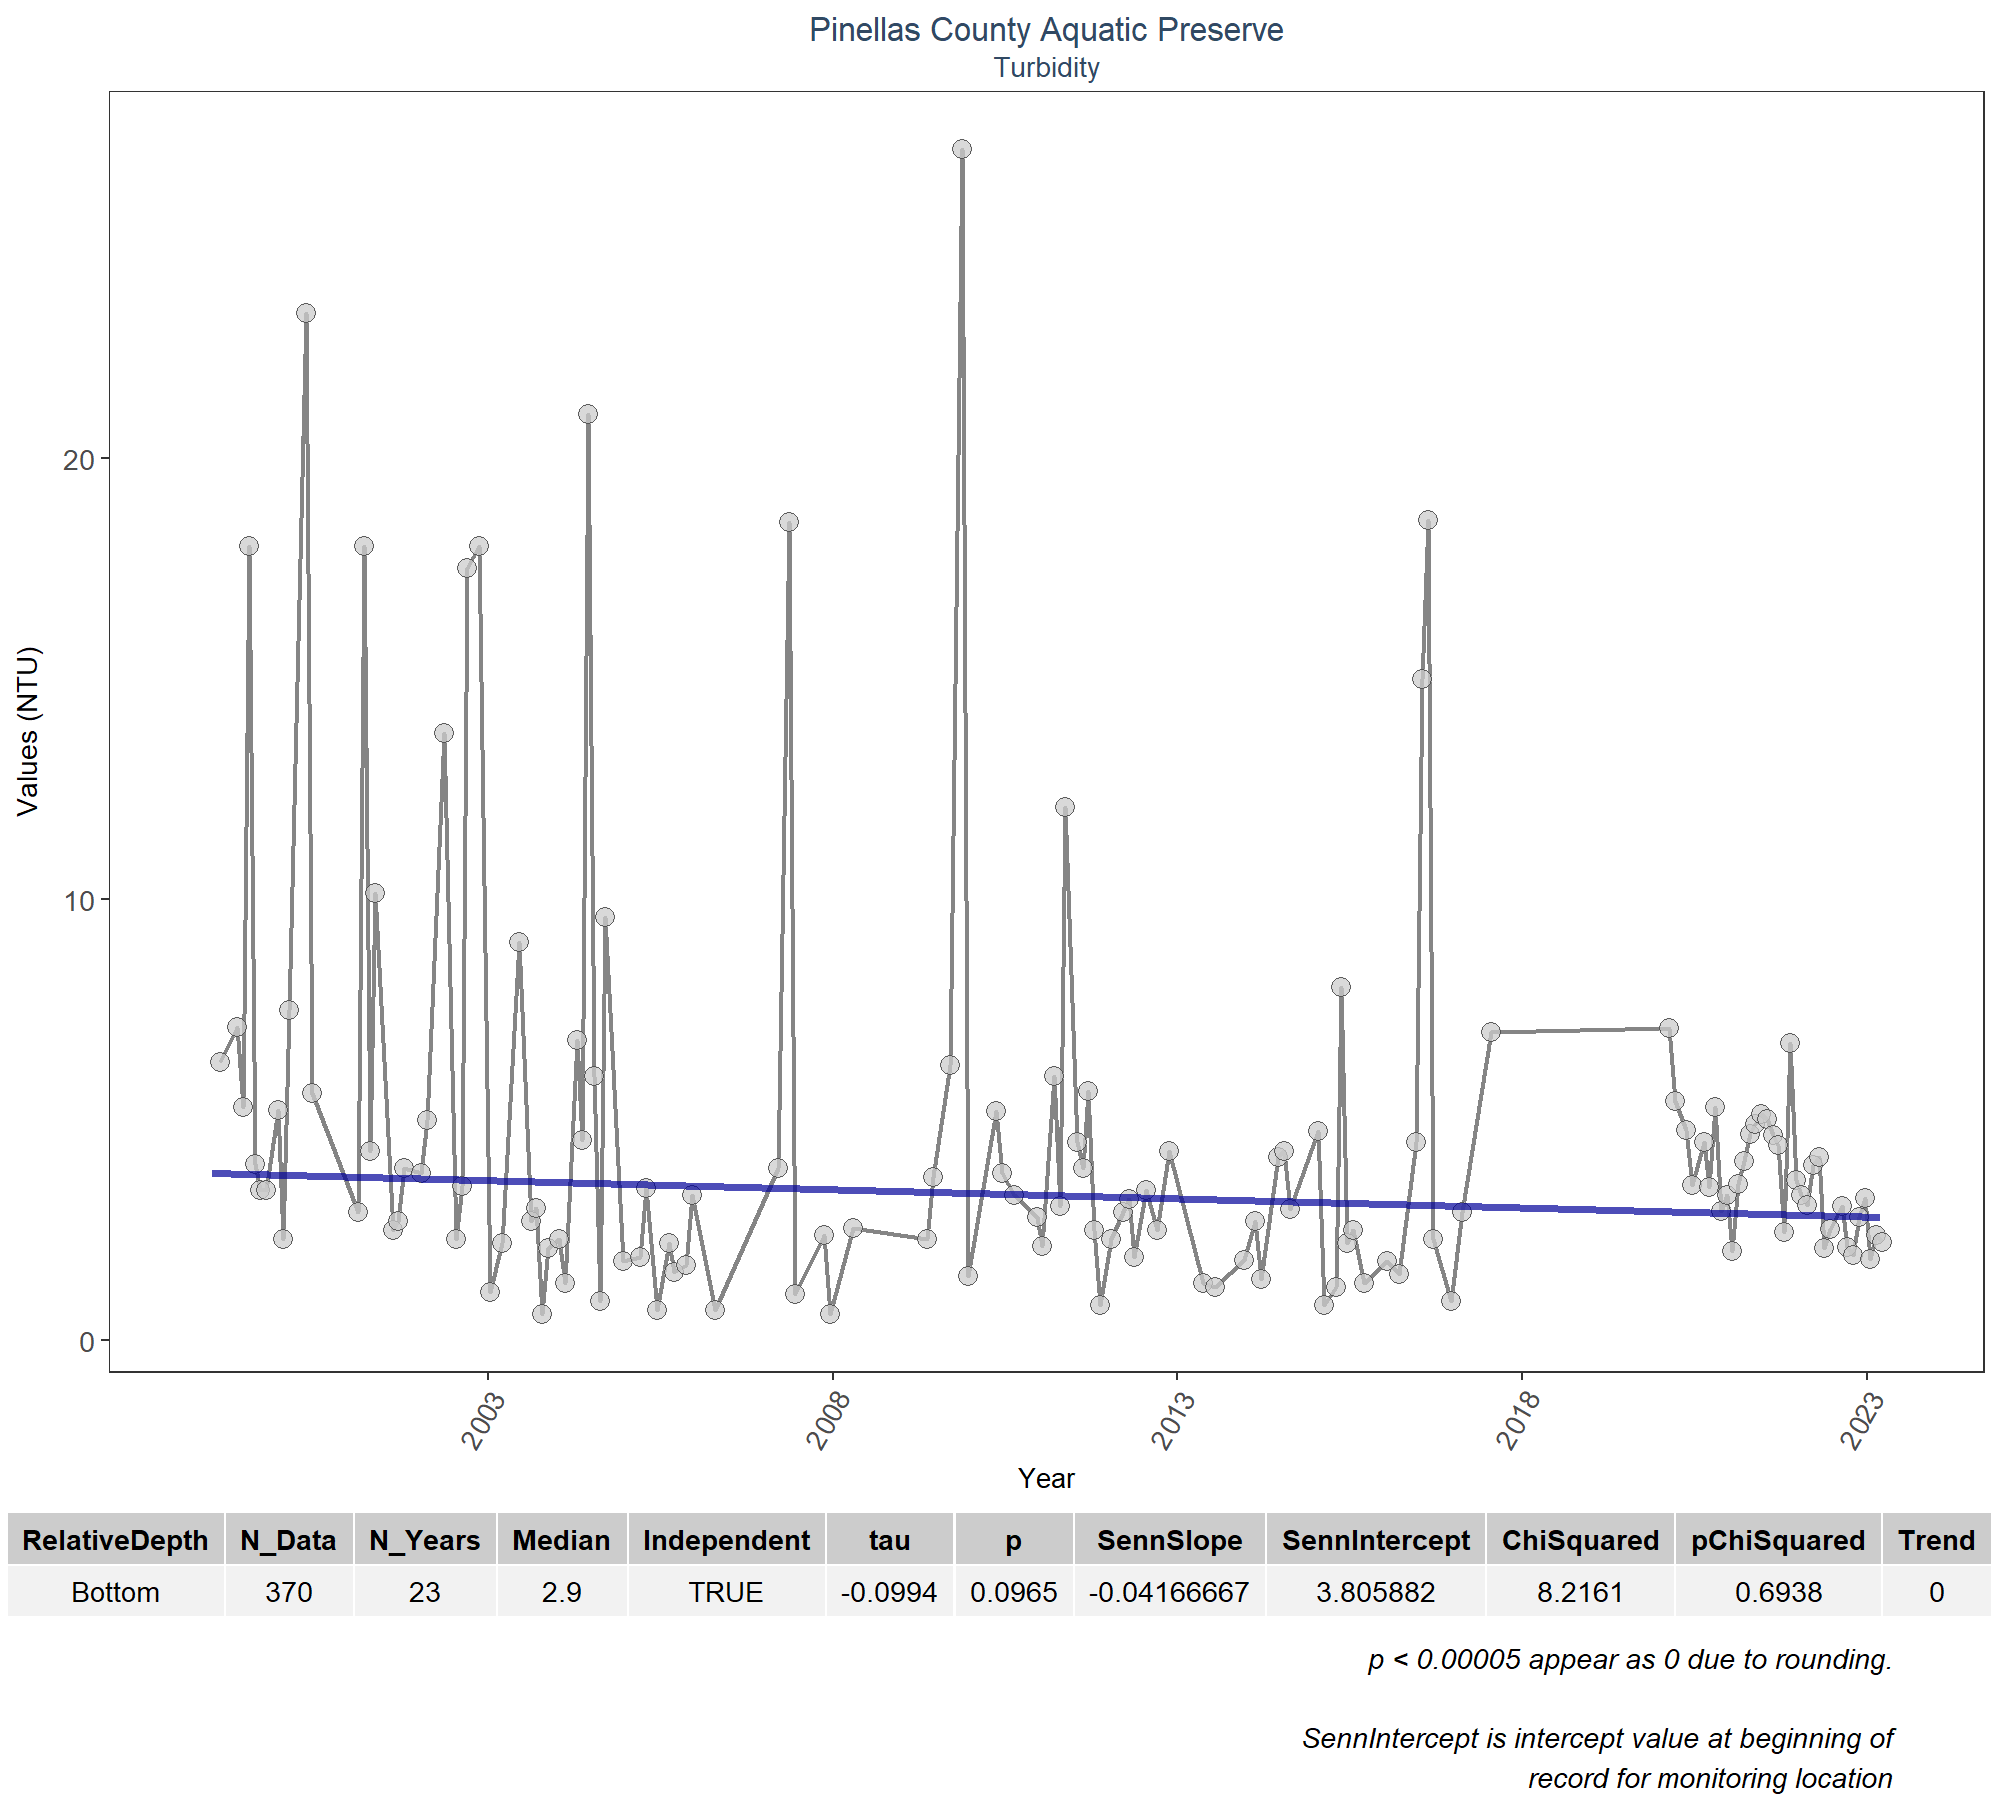 Pinellas County Aquatic Preserve
Turbidity
Values (NTU)
20
10
0
2003
2008
2013
2018
2023
Year
RelativeDepth N_Data N_Years Median Independent tau p SennSlope SennIntercept ChiSquared pChiSquared Trend
Bottom 370 23 2.9 TRUE -0.0994 0.0965 -0.04166667 3.805882 8.2161 0.6938 0
p < 0.00005 appear as 0 due to rounding.
SennIntercept is intercept value at beginning of
record for monitoring location